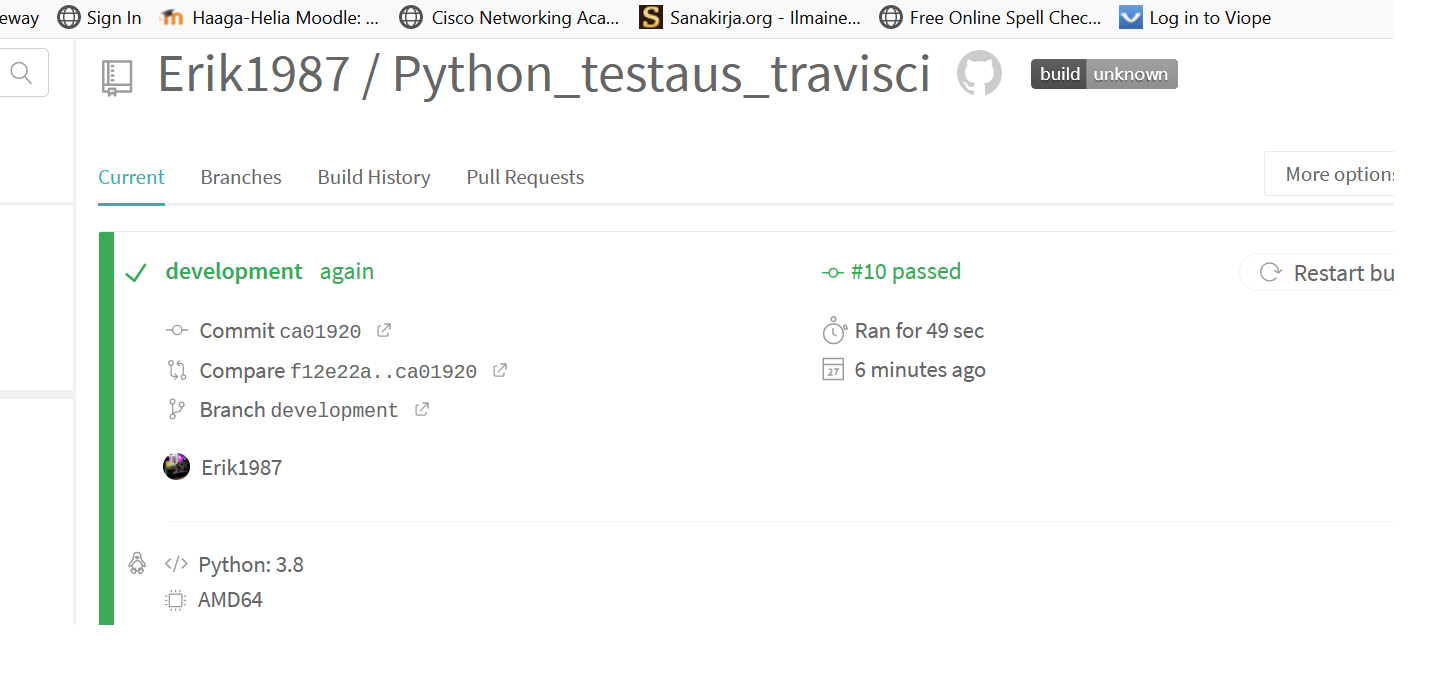 eway Sign In Haaga-Helia Moodle: ... Cisco Networking Aca... Sanakirja.org - Ilmaine... Free Online Spell Chec... Log in to Viope
Erik1987 / Python_testaus_travisci build unknown
Current Branches Build History Pull Requests More options
development again #10 passed Restart bu
Commit ca01920 Ran for 49 sec
Compare f12e22a..ca01920 6 minutes ago
27
Branch development
Erik1987
</> Python: 3.8
AMD64